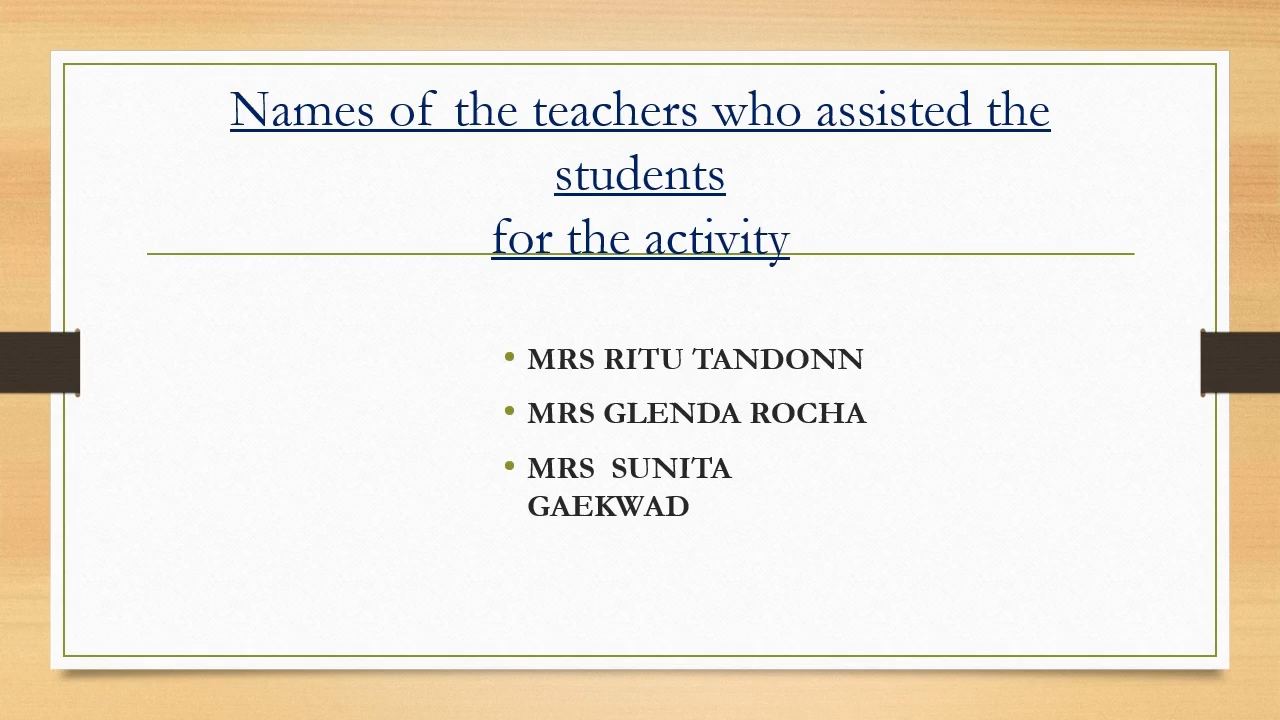 Names of the teachers who assisted the
students
for the activity
• MRS RITU TANDONN
• MRS GLENDA ROCHA
• MRS SUNITA
GAEKWAD